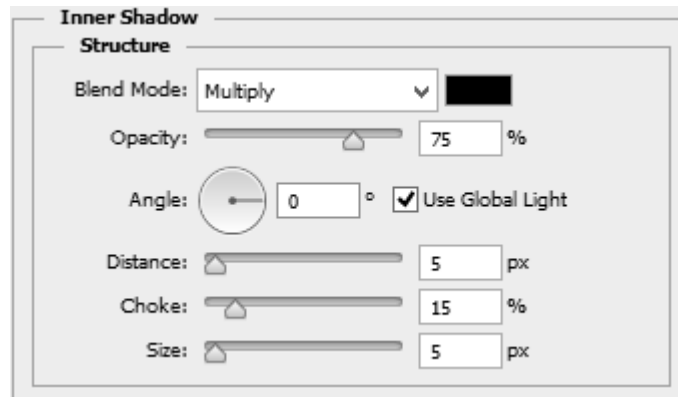 Inner Shadow
Structure
Blend Mode: Multiply
Opacity: 75 %
Angle: 0 ° Use Global Light
Distance: 5 px
Choke: 15 %
Size: 5 px